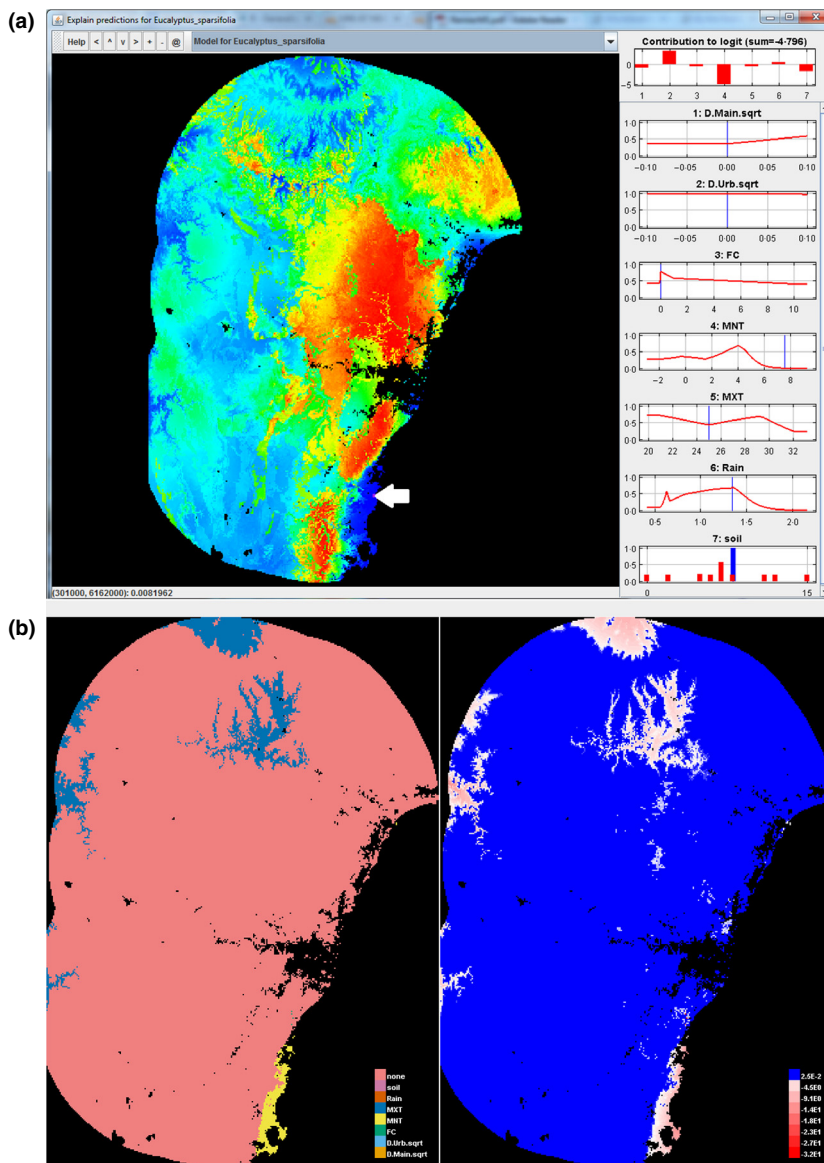 (a)
Explain predictions for Eucalyptus_sparsifolia
Help < ^ v > + - @ Model for Eucalyptus_sparsifolia
Contribution to logit (sum=-4·796)
0
−5
1 2 3 4 5 6 7
1: D.Main.sqrt
1·0
0·5
0·0
−0·10 −0·05 0·00 0·05 0·10
2: D.Urb.sqrt
1·0
0·5
0·0
−0·10 −0·05 0·00 0·05 0·10
3: FC
1·0
0·5
0·0
0 2 4 6 8 10
4: MNT
1·0
0·5
0·0
−2 0 2 4 6 8
5: MXT
1·0
0·5
0·0
20 22 24 26 28 30 32
6: Rain
1·0
0·5
0·0
0·5 1·0 1·5 2·0
7: soil
1·0
0·5
0·0
0 15
(301000, 6162000): 0.0081962
(b)
none
soil
Rain
MXT
MNT
FC
D.Urb.sqrt
D.Main.sqrt
2·5E-2
-4·5E0
-9·1E0
-1·4E1
-1·8E1
-2·3E1
-2·7E1
-3·2E1